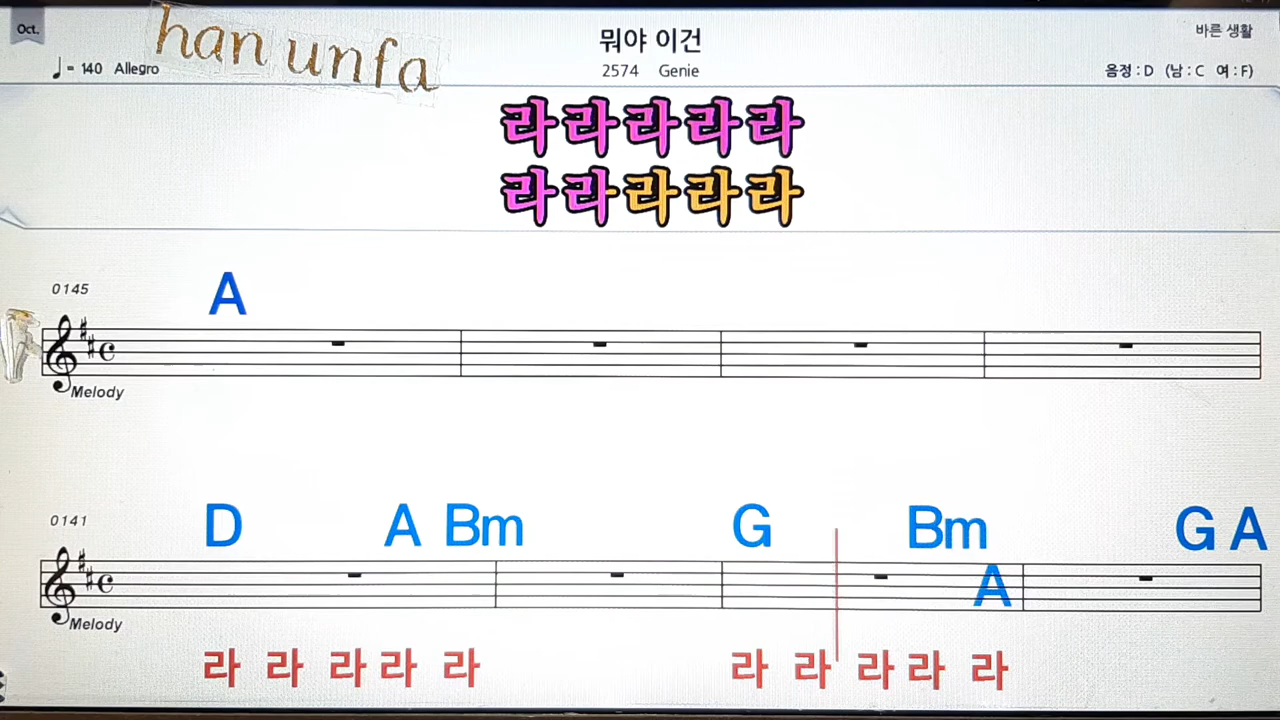 Oct.
han unfa
뭐야 이건
바른 생활
♩= 140 Allegro
2574 Genie
음정 : D (남 : C 여 : F)
라라라라라
라라라라라
0145
A
Melody
0141
D A Bm G Bm G A
A
Melody
라 라 라 라 라 라 라 라 라 라